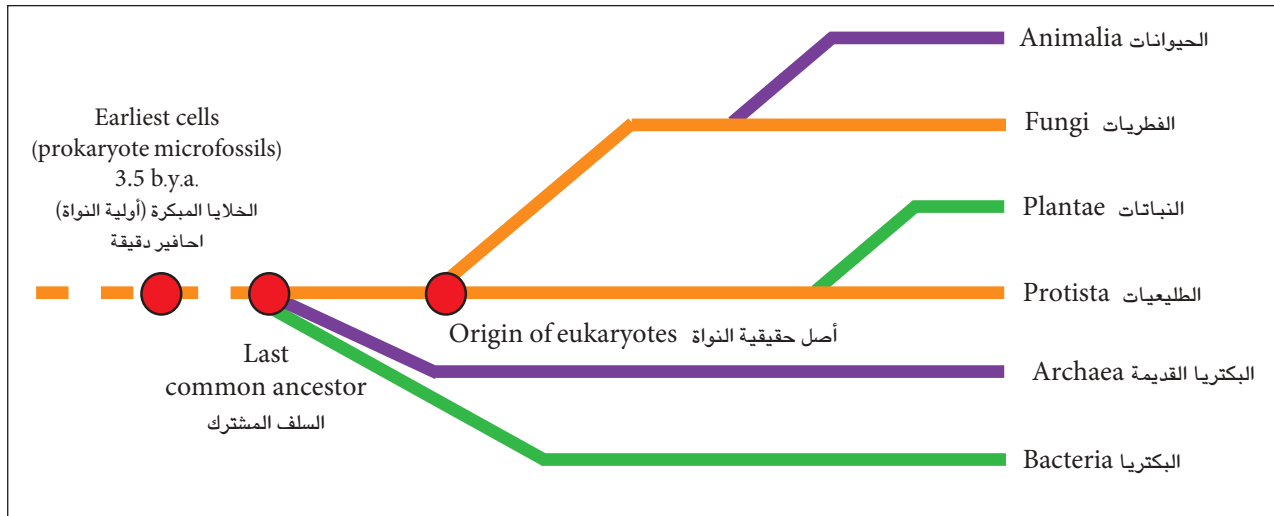 Animalia الحيوانات
Earliest cells
(prokaryote microfossils)
3.5 b.y.a.
الخلايا المبكرة (أولية النواة)
احافير دقيقة
Fungi الفطريات
Plantae النباتات
Protista الطليعيات
Origin of eukaryotes أصل حقيقية النواة
Last
common ancestor
السلف المشترك
Archaea البكتريا القديمة
Bacteria البكتريا